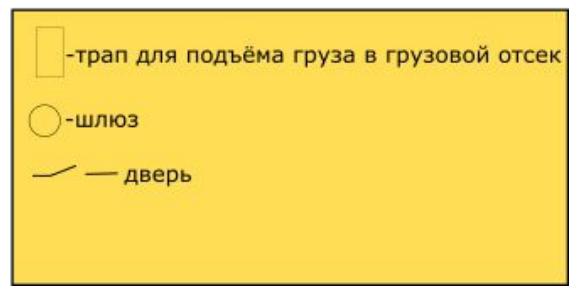 -трап для подъёма груза в грузовой отсек
-шлюз
дверь